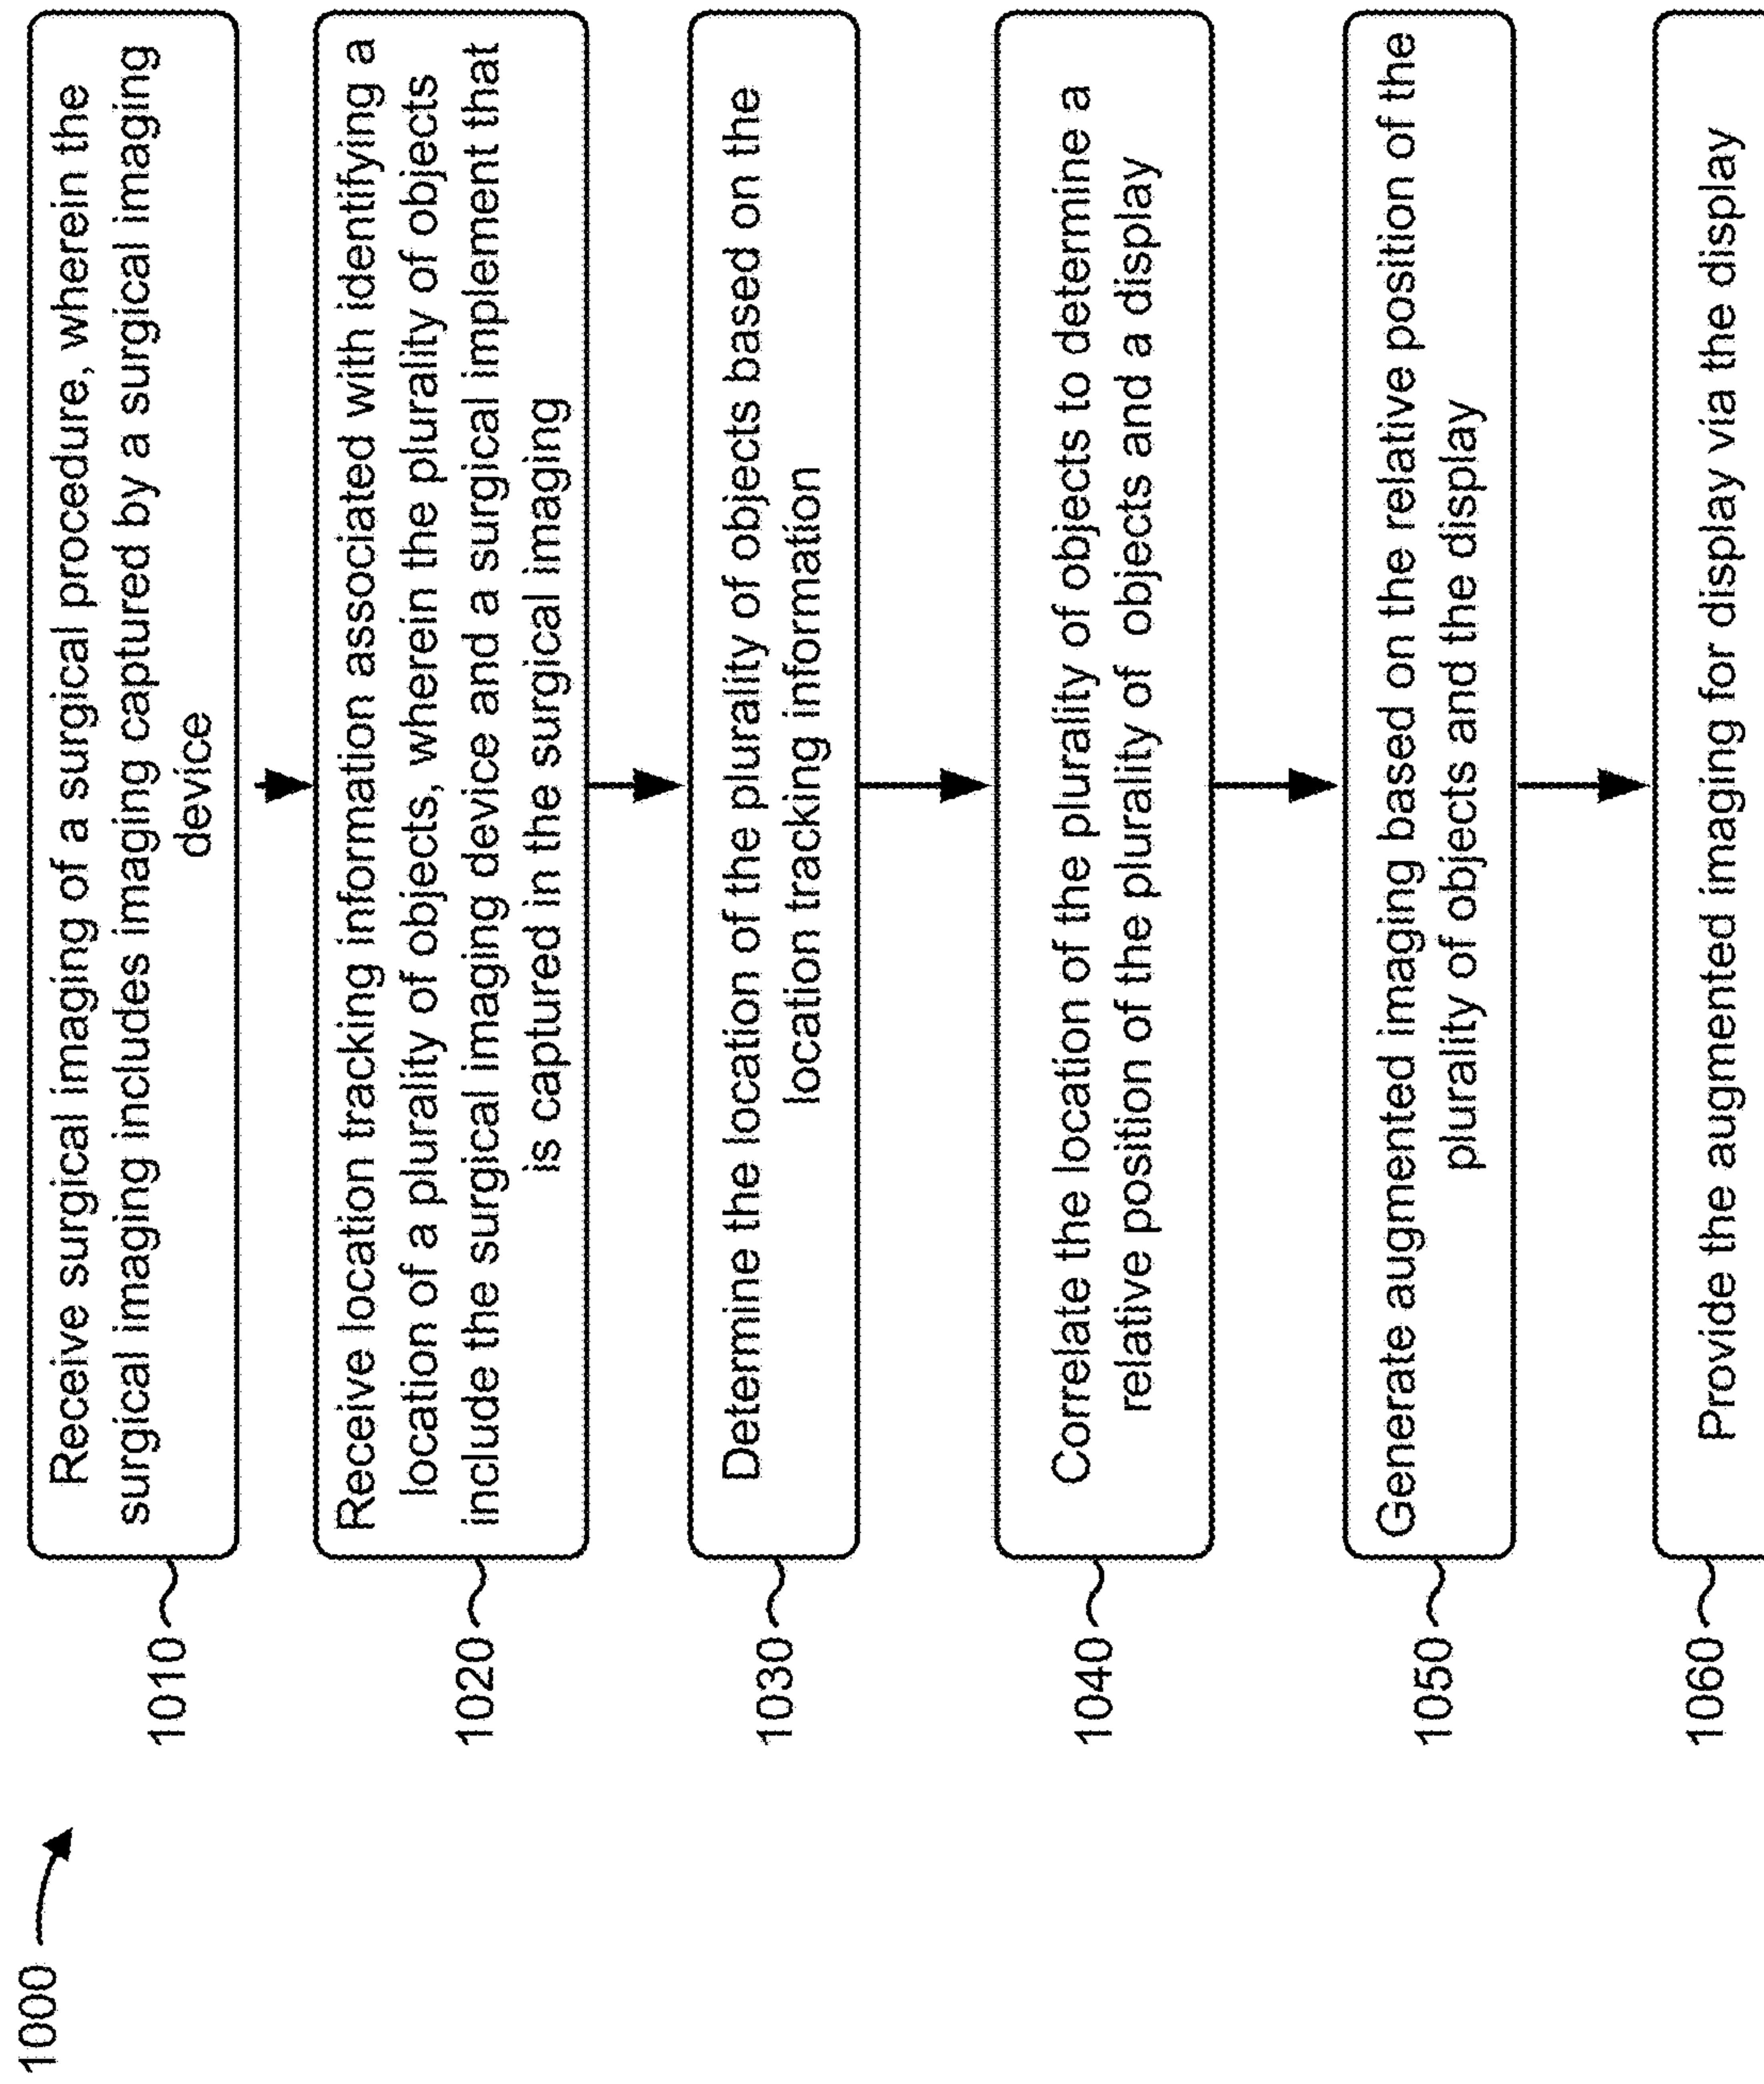 1000
1010
Receive surgical imaging of a surgical procedure, wherein the
surgical imaging includes imaging captured by a surgical imaging
device
1020
Receive location tracking information associated with identifying a
location of a plurality of objects, wherein the plurality of objects
include the surgical imaging device and a surgical implement that
is captured in the surgical imaging
1030
Determine the location of the plurality of objects based on the
location tracking information
1040
Correlate the location of the plurality of objects to determine a
relative position of the plurality of objects and a display
1050
Generate augmented imaging based on the relative position of the
plurality of objects and the display
1060
Provide the augmented imaging for display via the display